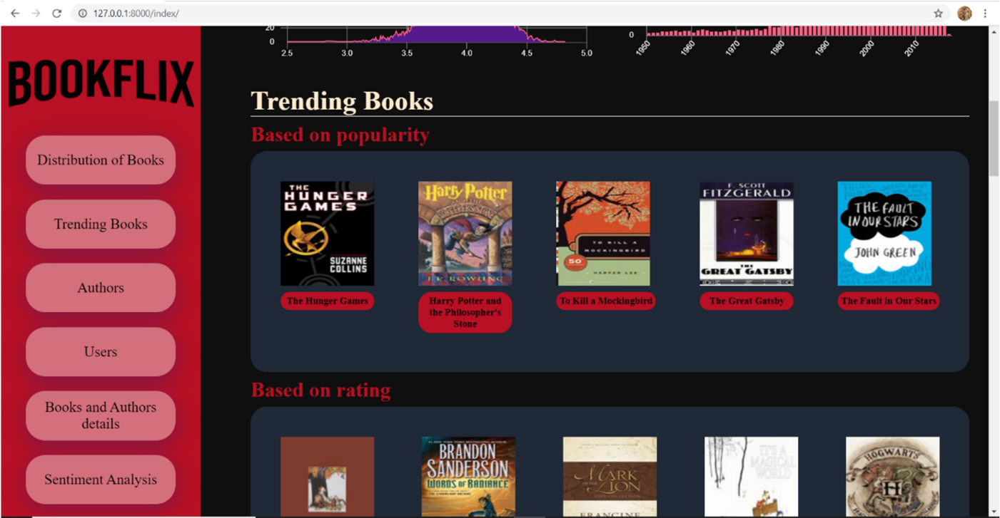 127.0.0.1:8000/index/
BOOKFLIX
Distribution of Books
Trending Books
Authors
Users
Books and Authors
details
Sentiment Analysis
20
0
2.5 3.0 3.5 4.0 4.5 5.0
0
1950 1960 1970 1980 1990 2000 2010
Trending Books
Based on popularity
THE
HUNGER
GAMES
SUZANNE
COLLINS
The Hunger Games
Harry Potter
AND THE
SORCERER'S
STONE
J.K. ROWLING
Harry Potter and
the Philosopher's
Stone
TO KILL A
MOCKINGBIRD
50
HARPER LEE
To Kill a Mockingbird
F. SCOTT
FITZGERALD
THE
GREAT GATSBY
The Great Gatsby
THE FAULT
IN OUR STARS
JOHN GREEN
The Fault in Our Stars
Based on rating
BRANDON
SANDERSON
WORDS OF RADIANCE
MARK
OF THE
LION
FRANCINE
IT'S A
MAGICAL
WORLD
HOGWARTS
H